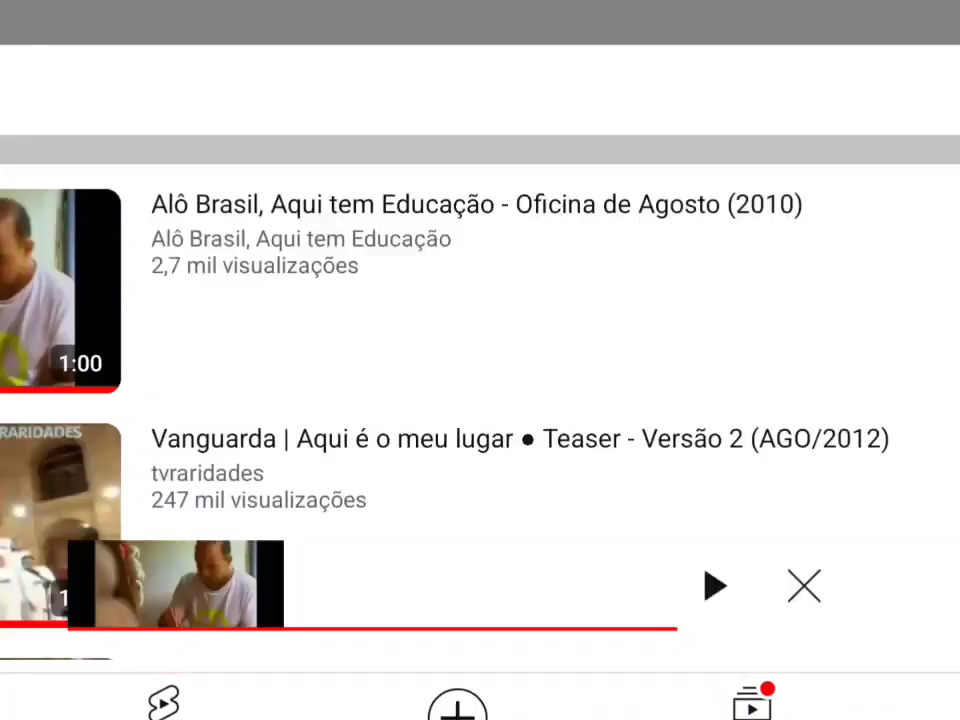 Alô Brasil, Aqui tem Educação - Oficina de Agosto (2010)
Alô Brasil, Aqui tem Educação
2,7 mil visualizações
1:00
RARIDADES
Vanguarda | Aqui é o meu lugar ● Teaser - Versão 2 (AGO/2012)
tvraridades
247 mil visualizações